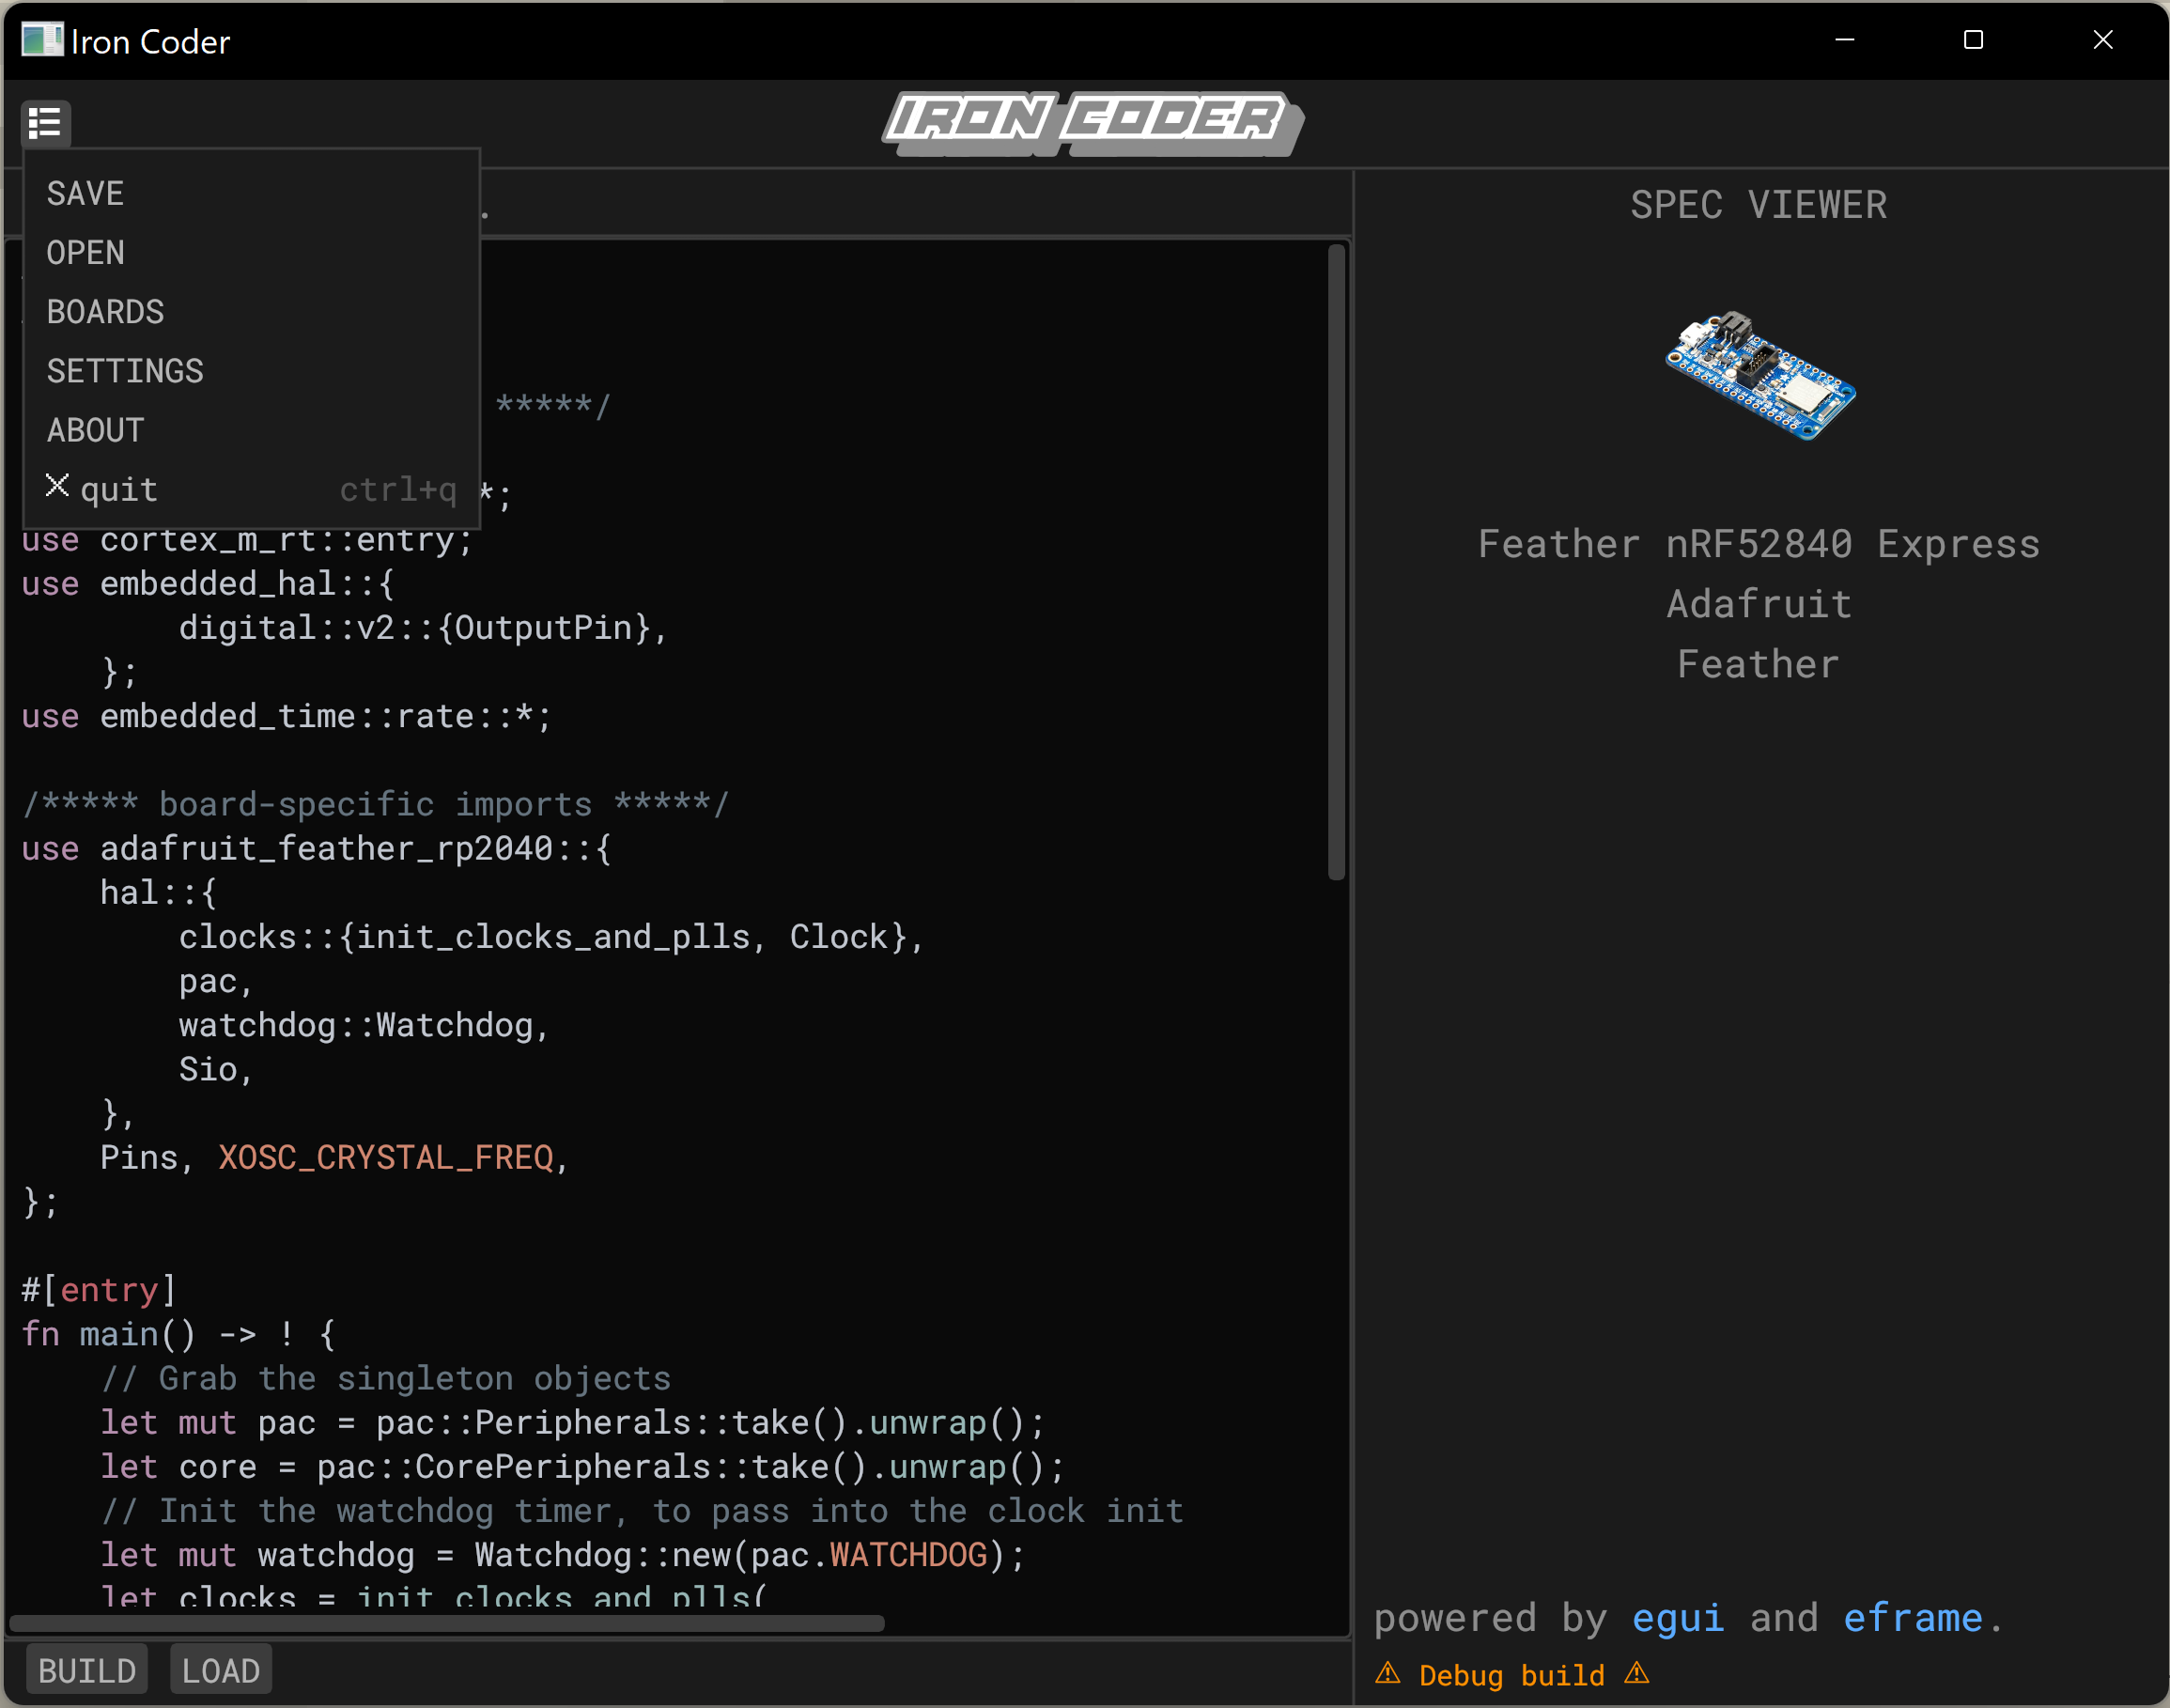 Iron Coder
IRON CODER
SAVE
OPEN
BOARDS
SETTINGS
ABOUT
quit ctrl+q
.
*****/
*;
use cortex_m_rt::entry;
use embedded_hal::{
        digital::v2::{OutputPin},
    };
use embedded_time::rate::*;
/***** board-specific imports *****/
use adafruit_feather_rp2040::{
    hal::{
        clocks::{init_clocks_and_plls, Clock},
        pac,
        watchdog::Watchdog,
        Sio,
    },
    Pins, XOSC_CRYSTAL_FREQ,
};
#[entry]
fn main() -> ! {
    // Grab the singleton objects
    let mut pac = pac::Peripherals::take().unwrap();
    let core = pac::CorePeripherals::take().unwrap();
    // Init the watchdog timer, to pass into the clock init
    let mut watchdog = Watchdog::new(pac.WATCHDOG);
    let clocks = init_clocks_and_plls(
BUILD LOAD
SPEC VIEWER
Feather nRF52840 Express
Adafruit
Feather
powered by egui and eframe.
⚠ Debug build ⚠